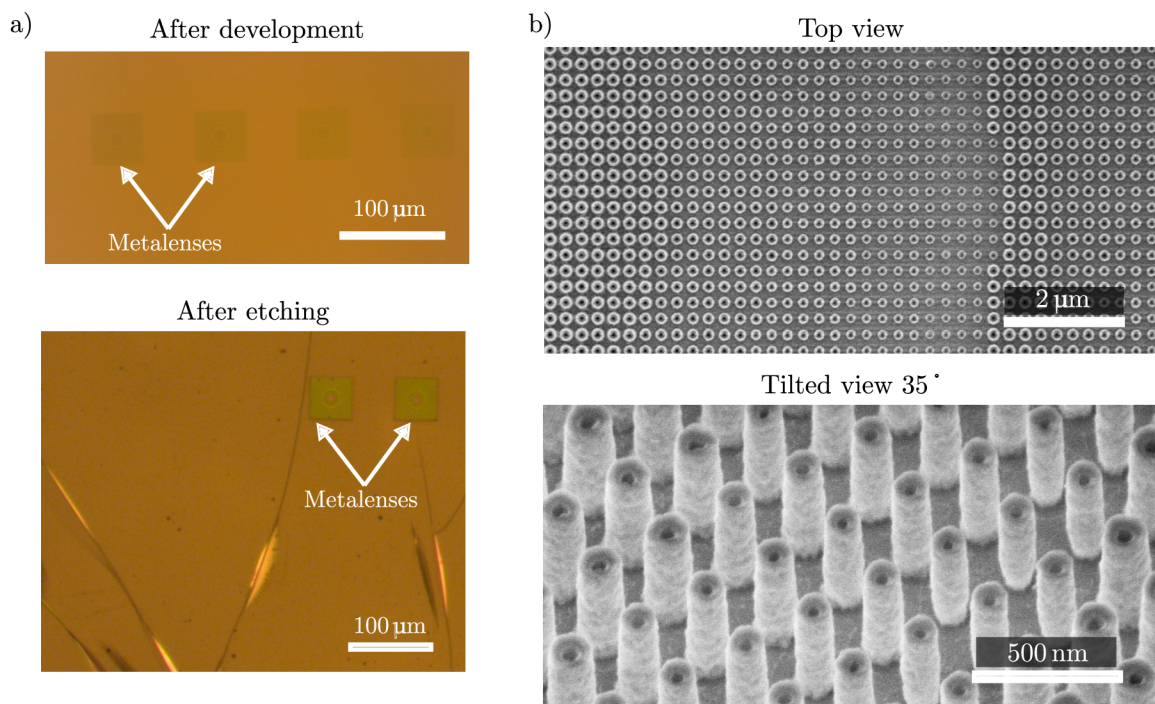 a)
After development
100 µm
Metalenses
After etching
Metalenses
100 µm
b)
Top view
2 µm
Tilted view 35°
500 nm